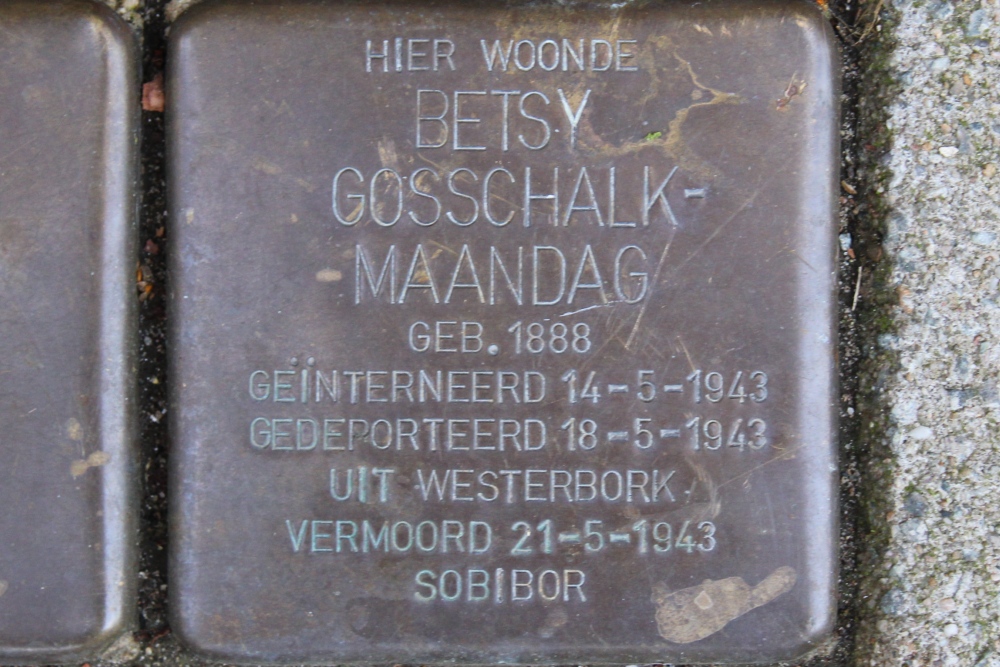 HIER WOONDE
BETSY
GOSSCHALK-
MAANDAG
GEB. 1888
GEÏNTERNEERD 14-5-1943
GEDEPORTEERD 18-5-1943
UIT WESTERBORK
VERMOORD 21-5-1943
SOBIBOR